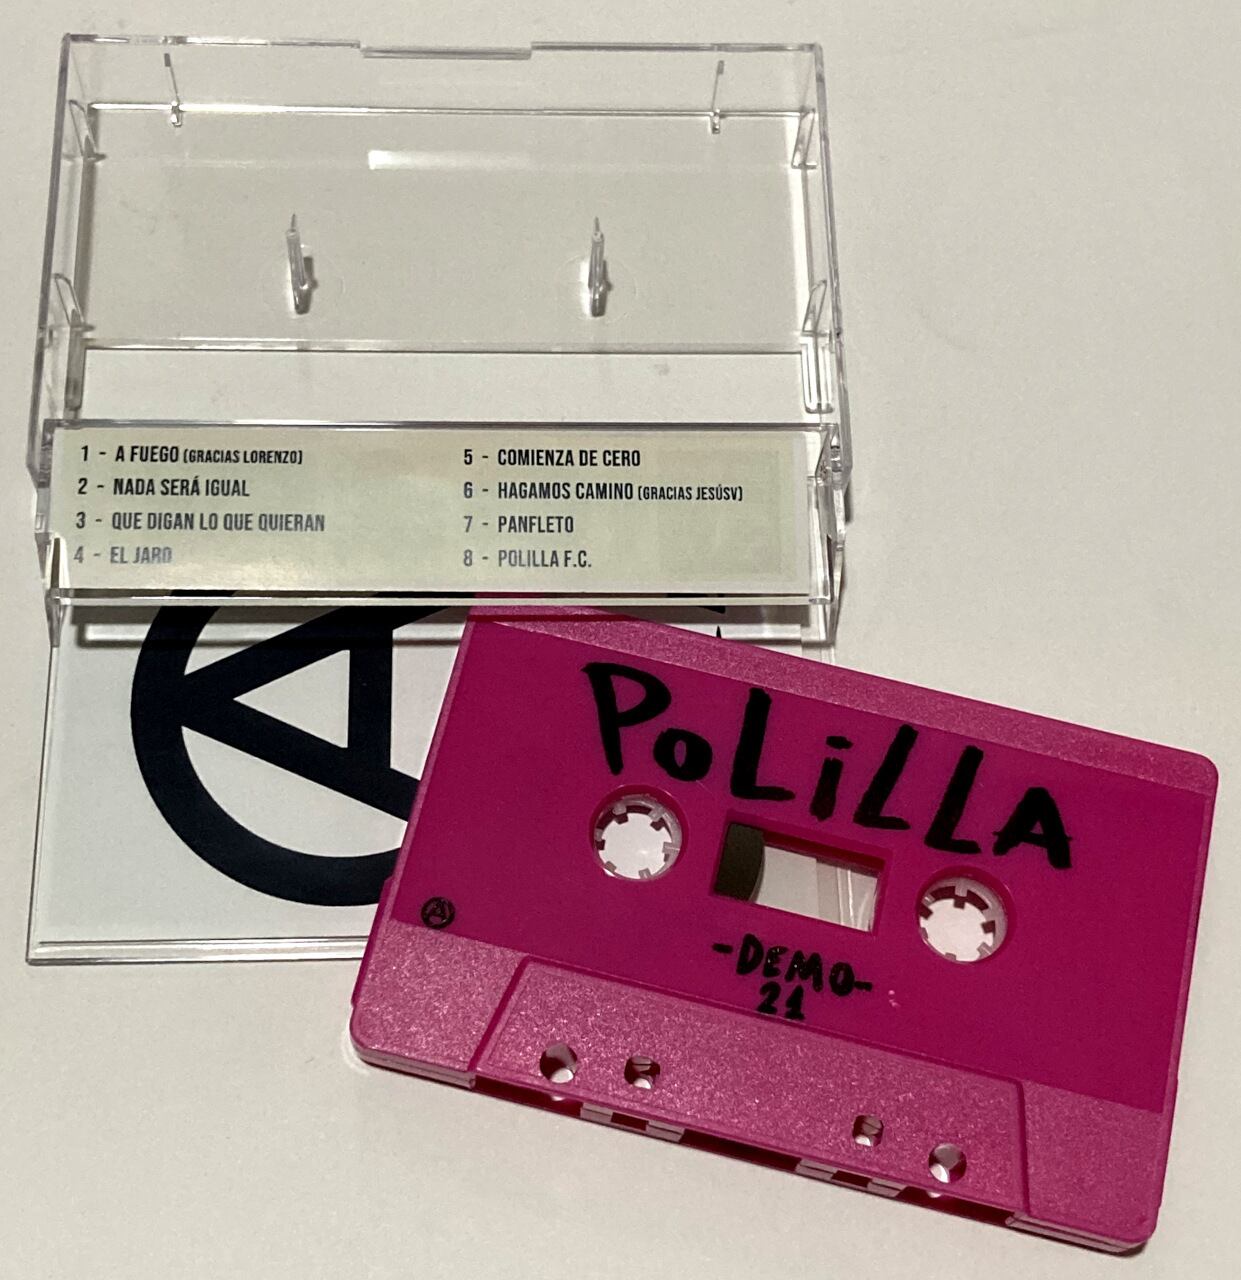 1 - A FUEGO (GRACIAS LORENZO)
2 - NADA SERÁ IGUAL
3 - QUE DIGAN LO QUE QUIERAN
4 - EL JARO
5 - COMIENZA DE CERO
6 - HAGAMOS CAMINO (GRACIAS JESÚSV)
7 - PANFLETO
8 - POLILLA F.C.
POLiLLA
-DEMO-
21